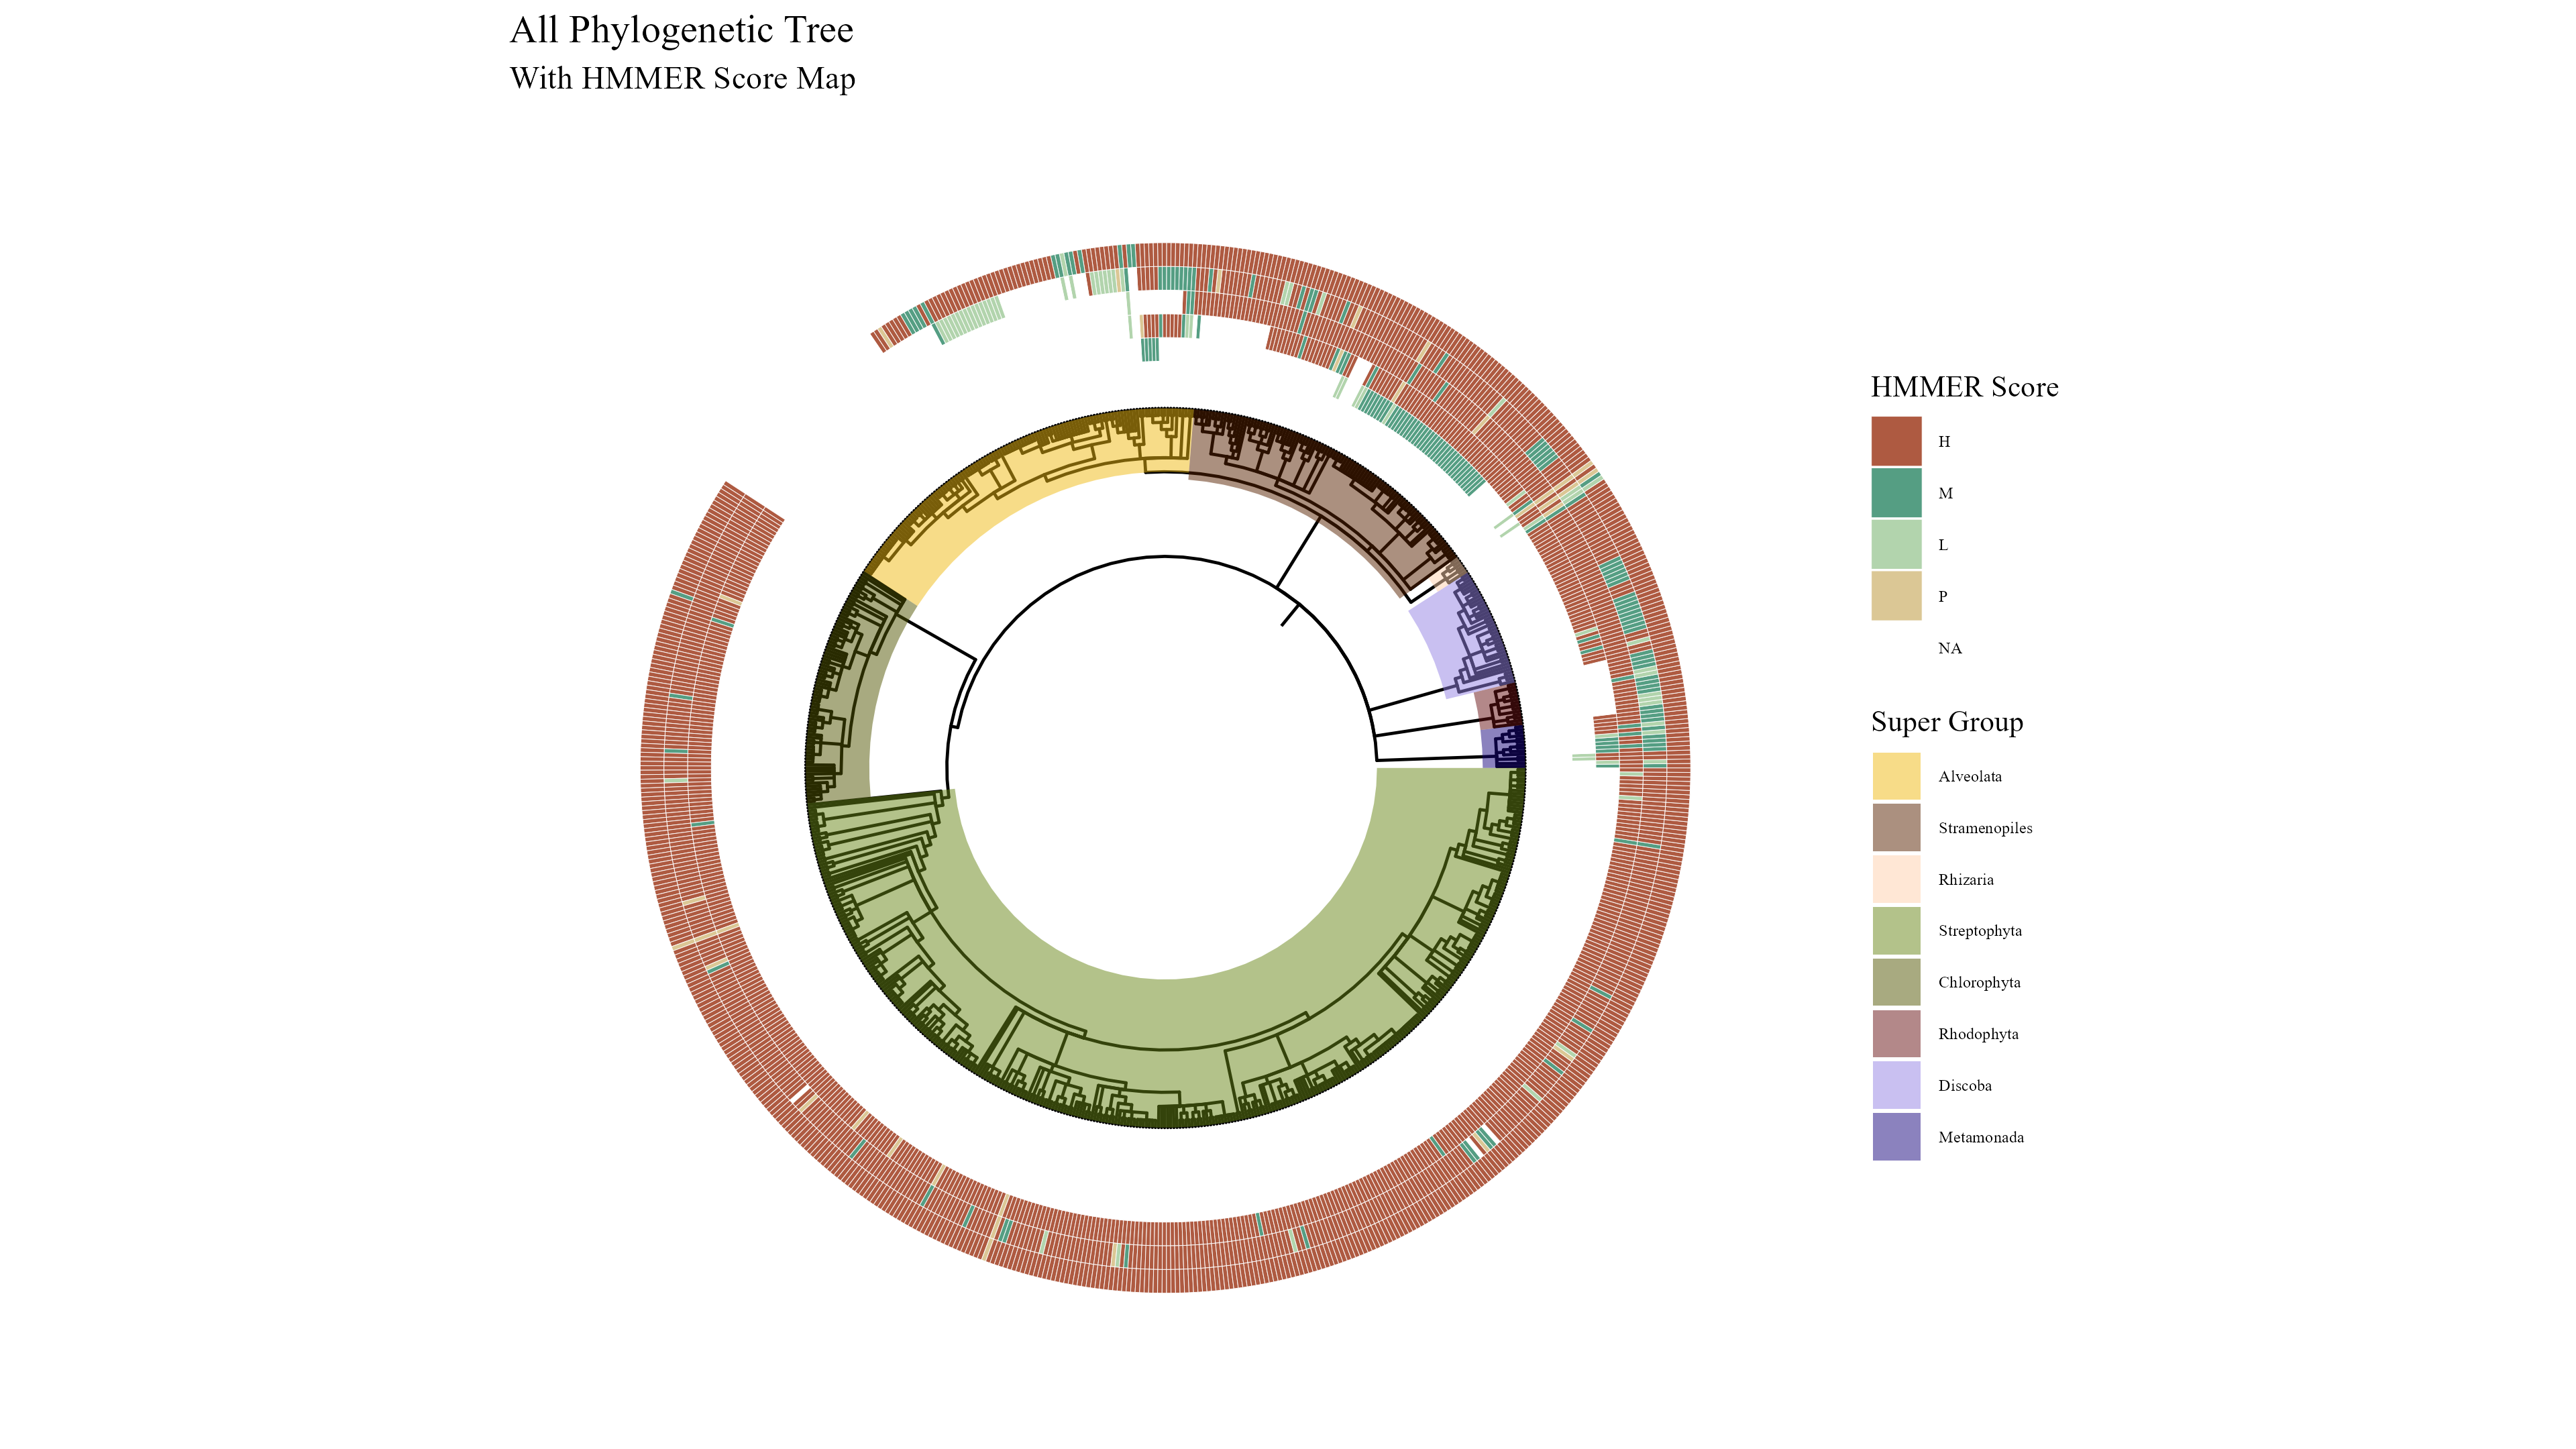 All Phylogenetic Tree
With HMMER Score Map
HMMER Score
H
M
L
P
NA
Super Group
Alveolata
Stramenopiles
Rhizaria
Streptophyta
Chlorophyta
Rhodophyta
Discoba
Metamonada